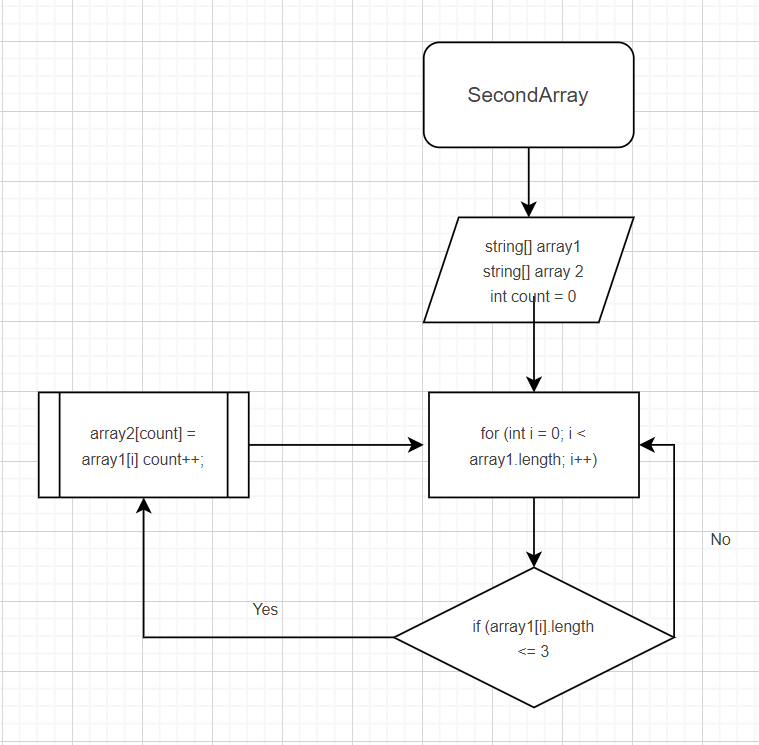 SecondArray
string[] array1
string[] array 2
int count = 0
array2[count] =
array1[i] count++;
for (int i = 0; i <
array1.length; i++)
No
Yes
if (array1[i].length
<= 3